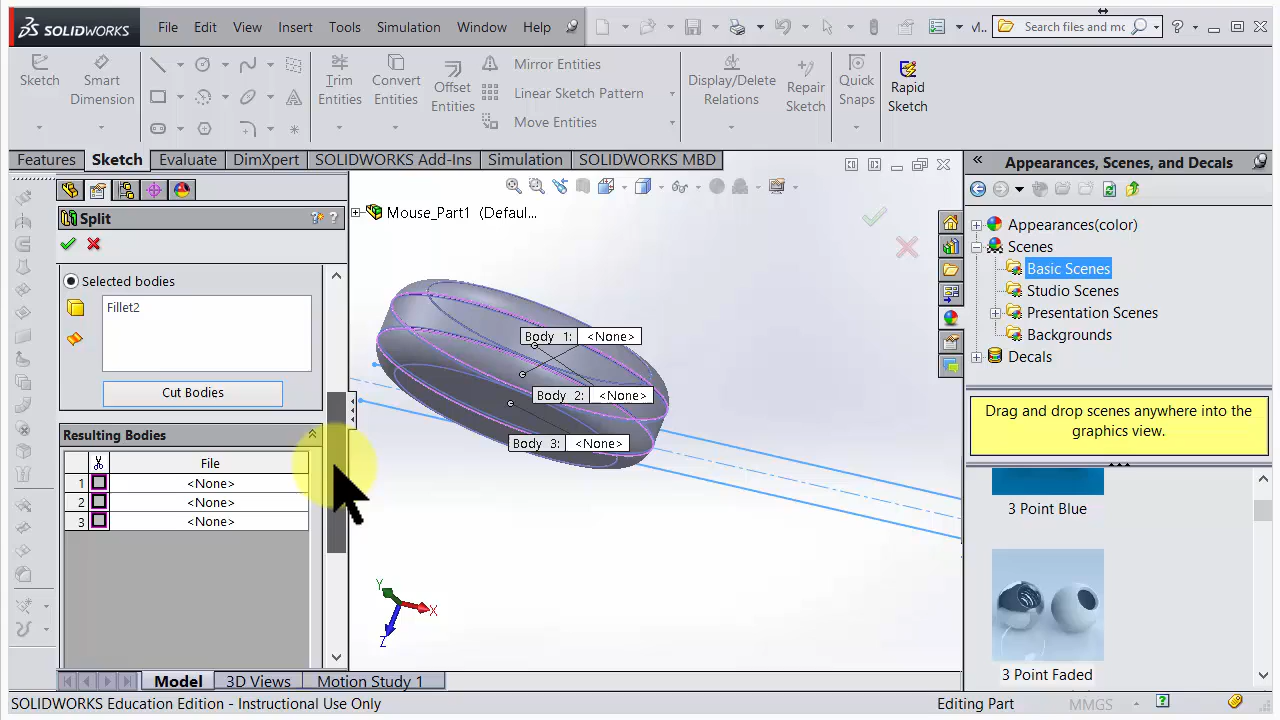 SOLIDWORKS File Edit View Insert Tools Simulation Window Help M.. Search files and mc ?
Sketch Smart Dimension Trim Entities Convert Entities Offset Entities Mirror Entities Linear Sketch Pattern Move Entities Display/Delete Relations Repair Sketch Quick Snaps Rapid Sketch
Features Sketch Evaluate DimXpert SOLIDWORKS Add-Ins Simulation SOLIDWORKS MBD
Split
Selected bodies
Fillet2
Cut Bodies
Resulting Bodies
File
1 <None>
2 <None>
3 <None>
Mouse_Part1 (Defaul...
Body 1: <None>
Body 2: <None>
Body 3: <None>
Y
X
Z
Appearances, Scenes, and Decals
Appearances(color)
Scenes
Basic Scenes
Studio Scenes
Presentation Scenes
Backgrounds
Decals
Drag and drop scenes anywhere into the
graphics view.
3 Point Blue
3 Point Faded
Model 3D Views Motion Study 1
SOLIDWORKS Education Edition - Instructional Use Only Editing Part MMGS